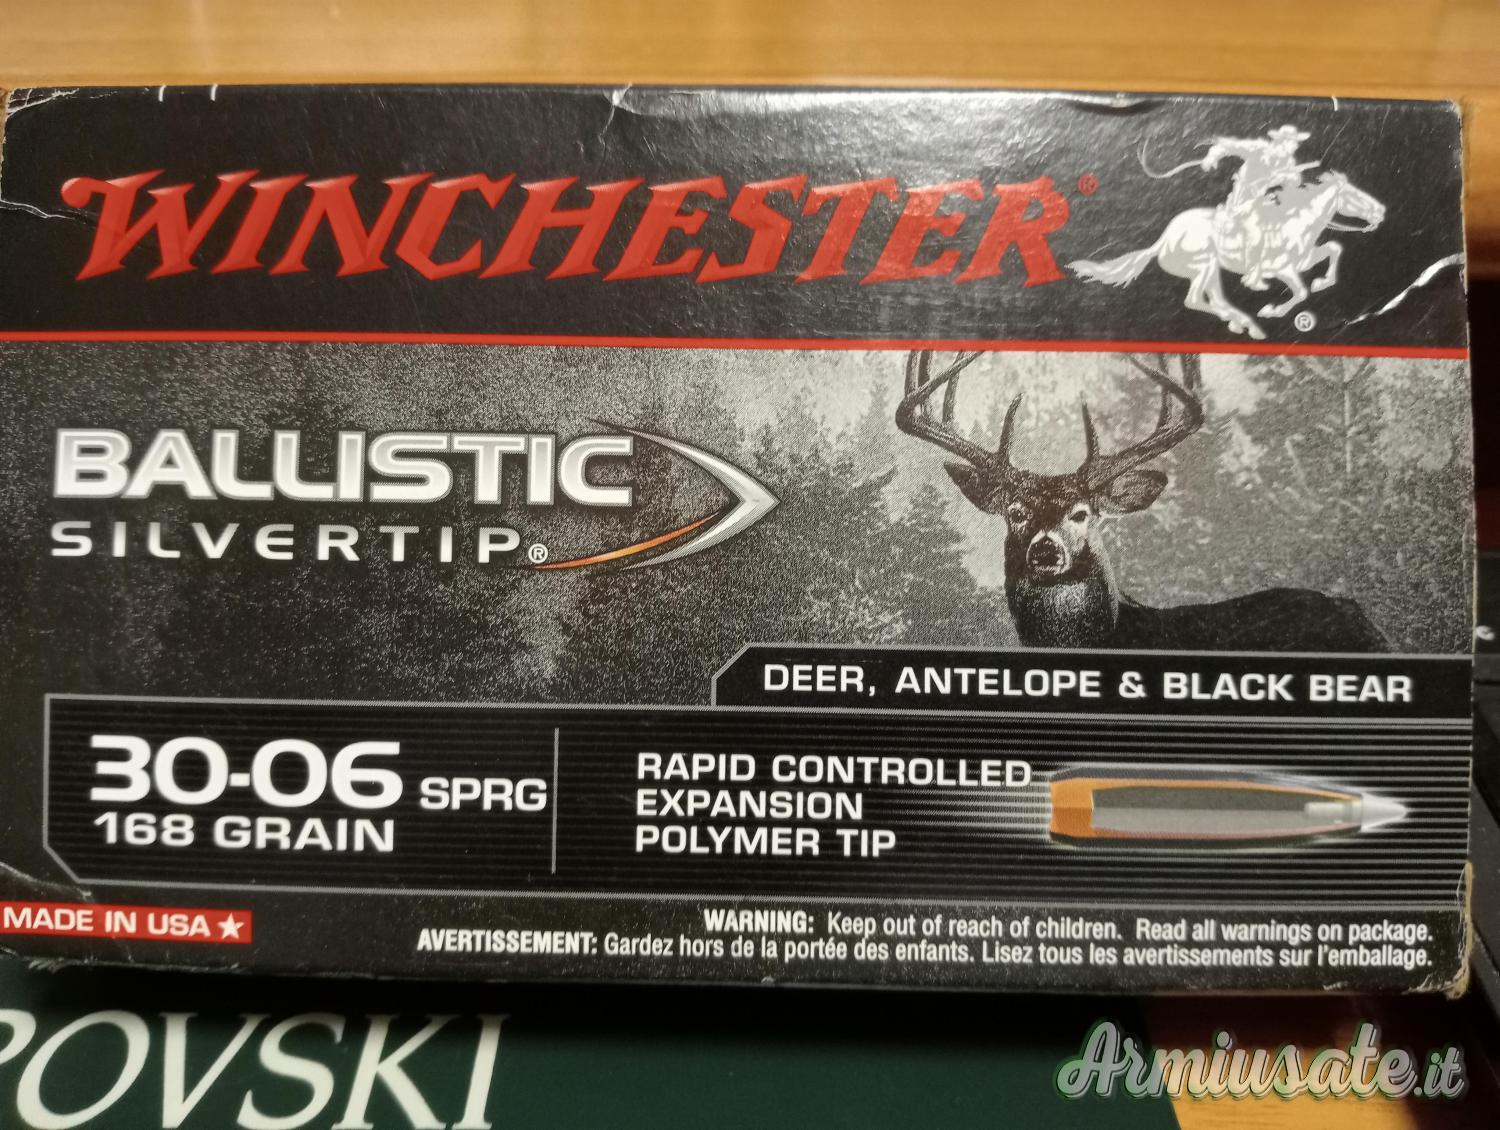 WINCHESTER®
®
BALLISTIC
SILVERTIP®
DEER, ANTELOPE & BLACK BEAR
30-06 SPRG
168 GRAIN
RAPID CONTROLLED
EXPANSION
POLYMER TIP
MADE IN USA
WARNING: Keep out of reach of children. Read all warnings on package.
AVERTISSEMENT: Gardez hors de la portée des enfants. Lisez tous les avertissements sur l'emballage.
ROVSKI
Armiusate.it